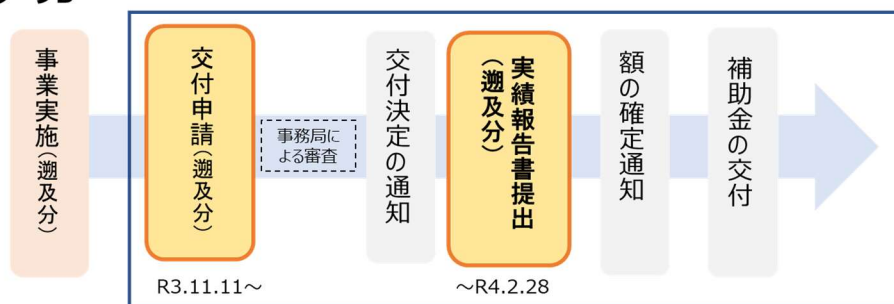 事業実施（遡及分）
交付申請（遡及分）
事務局に
よる審査
交付決定の通知
実績報告書提出
（遡及分）
額の確定通知
補助金の交付
R3.11.11～
～R4.2.28